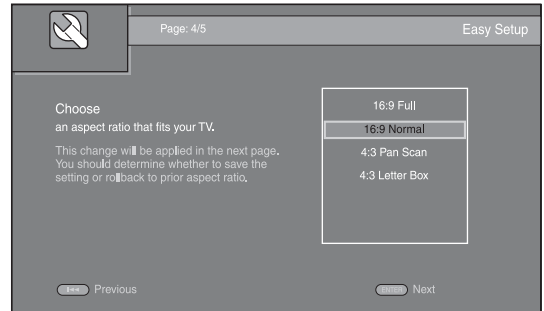 Page: 4/5
Easy Setup
Choose
an aspect ratio that fits your TV.
This change will be applied in the next page.
You should determine whether to save the
setting or rollback to prior aspect ratio.
16:9 Full
16:9 Normal
4:3 Pan Scan
4:3 Letter Box
Previous
ENTER Next